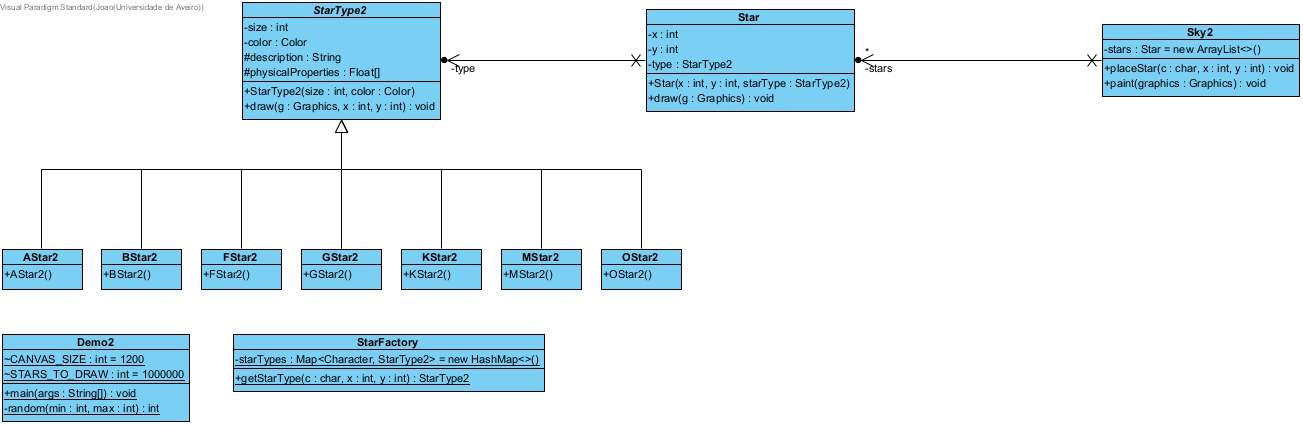 Visual Paradigm Standard(Joao(Universidade de Aveiro))
StarType2
-size : int
-color : Color
#description : String
#physicalProperties : Float[]
+StarType2(size : int, color : Color)
+draw(g : Graphics, x : int, y : int) : void
-type
Star
-x : int
-y : int
-type : StarType2
+Star(x : int, y : int, starType : StarType2)
+draw(g : Graphics) : void
*
-stars
Sky2
-stars : Star = new ArrayList<>()
+placeStar(c : char, x : int, y : int) : void
+paint(graphics : Graphics) : void
AStar2
+AStar2()
BStar2
+BStar2()
FStar2
+FStar2()
GStar2
+GStar2()
KStar2
+KStar2()
MStar2
+MStar2()
OStar2
+OStar2()
Demo2
~CANVAS_SIZE : int = 1200
~STARS_TO_DRAW : int = 1000000
+main(args : String[]) : void
-random(min : int, max : int) : int
StarFactory
-starTypes : Map<Character, StarType2> = new HashMap<>()
+getStarType(c : char, x : int, y : int) : StarType2